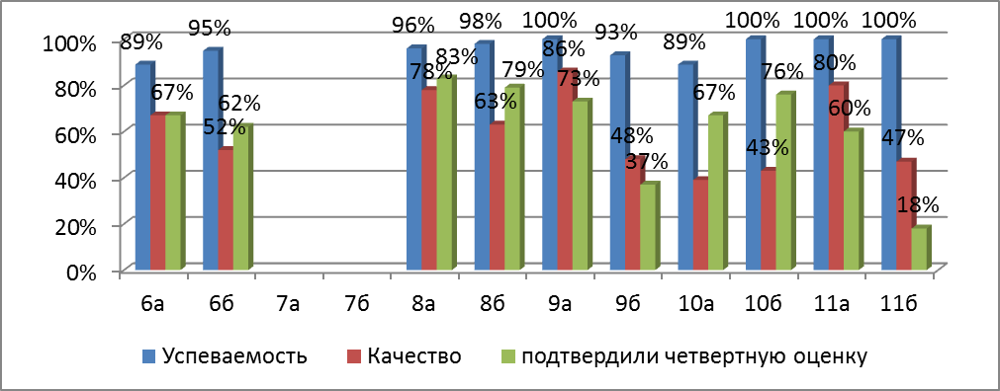 96% 98% 100% 100% 100% 100%
89% 95% 93% 89%
100% 86% 80%
83% 79% 76%
80% 67% 78% 73% 67%
62% 63% 60%
60% 52% 48% 47%
43%
40% 37%
20% 18%
0%
6а 6б 7а 7б 8а 8б 9а 9б 10а 10б 11а 11б
Успеваемость Качество подтвердили четвертную оценку